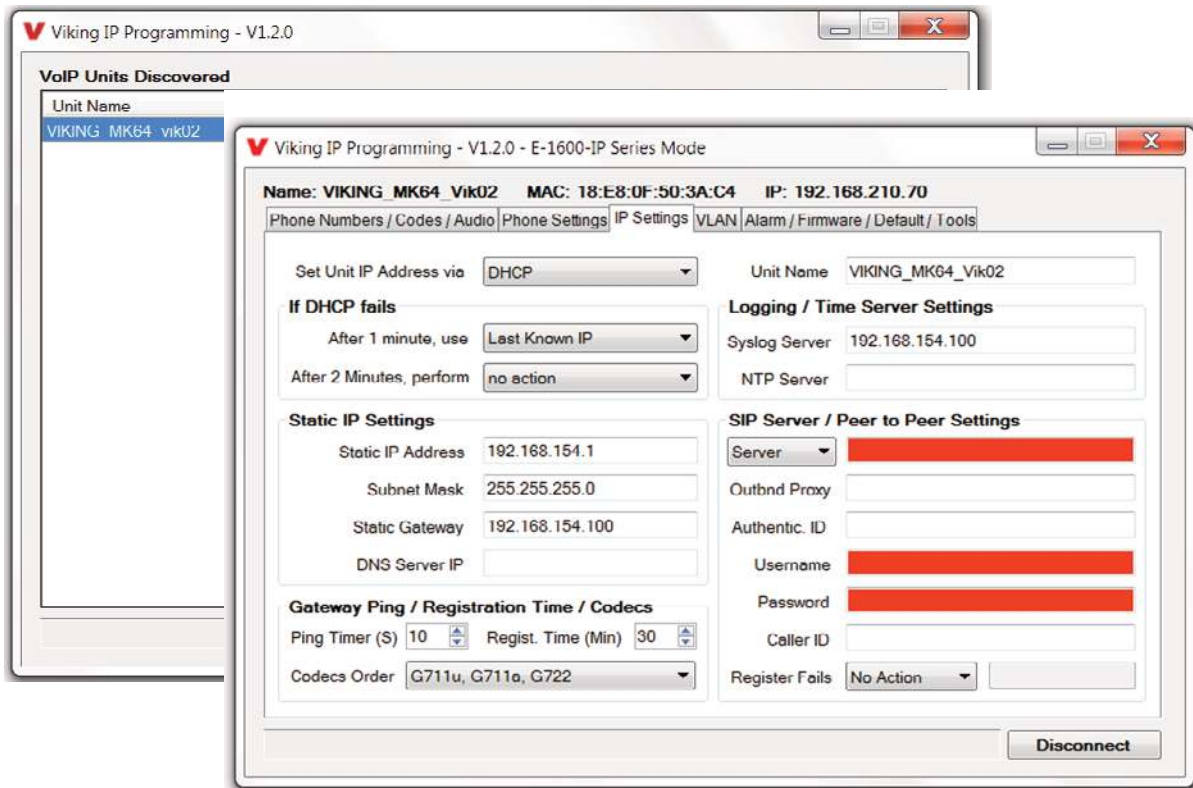 Viking IP Programming - V1.2.0
VoIP Units Discovered
Unit Name
VIKING_MK64_vik02
Viking IP Programming - V1.2.0 - E-1600-IP Series Mode
Name: VIKING_MK64_Vik02 MAC: 18:E8:0F:50:3A:C4 IP: 192.168.210.70
Phone Numbers / Codes / Audio Phone Settings IP Settings VLAN Alarm / Firmware / Default / Tools
Set Unit IP Address via DHCP
If DHCP fails
After 1 minute, use Last Known IP
After 2 Minutes, perform no action
Static IP Settings
Static IP Address 192.168.154.1
Subnet Mask 255.255.255.0
Static Gateway 192.168.154.100
DNS Server IP
Gateway Ping / Registration Time / Codecs
Ping Timer (S) 10 Regist. Time (Min) 30
Codecs Order G711u, G711a, G722
Unit Name VIKING_MK64_Vik02
Logging / Time Server Settings
Syslog Server 192.168.154.100
NTP Server
SIP Server / Peer to Peer Settings
Server
Outbnd Proxy
Authentic. ID
Username
Password
Caller ID
Register Fails No Action
Disconnect